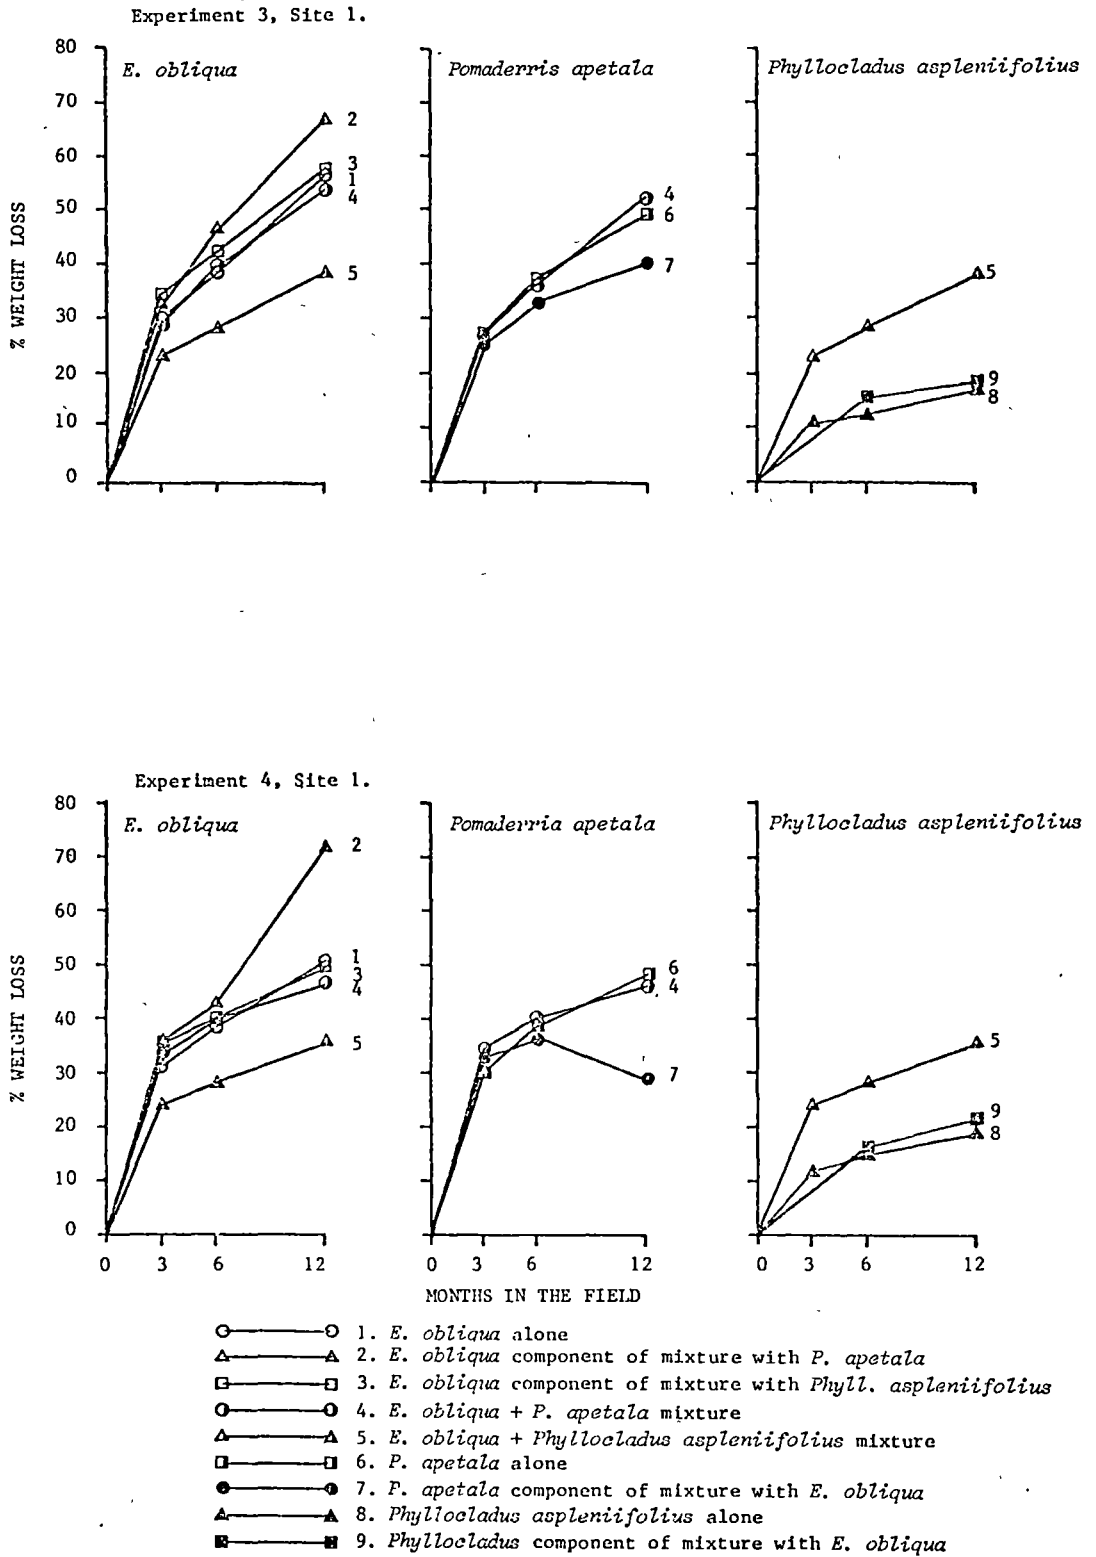 Experiment 3, Site 1.
80
70
60
50
40
30
20
10
0
% WEIGHT LOSS
E. obliqua
2
3
1
4
5
Pomaderris apetala
4
6
7
Phyllocladus aspleniifolius
5
9
8
Experiment 4, Site 1.
80
70
60
50
40
30
20
10
0
% WEIGHT LOSS
E. obliqua
2
1
3
4
5
Pomaderria apetala
6
4
7
Phyllocladus aspleniifolius
5
9
8
0 3 6 12
0 3 6 12
0 3 6 12
MONTHS IN THE FIELD
1. E. obliqua alone
2. E. obliqua component of mixture with P. apetala
3. E. obliqua component of mixture with Phyll. aspleniifolius
4. E. obliqua + P. apetala mixture
5. E. obliqua + Phyllocladus aspleniifolius mixture
6. P. apetala alone
7. P. apetala component of mixture with E. obliqua
8. Phyllocladus aspleniifolius alone
9. Phyllocladus component of mixture with E. obliqua